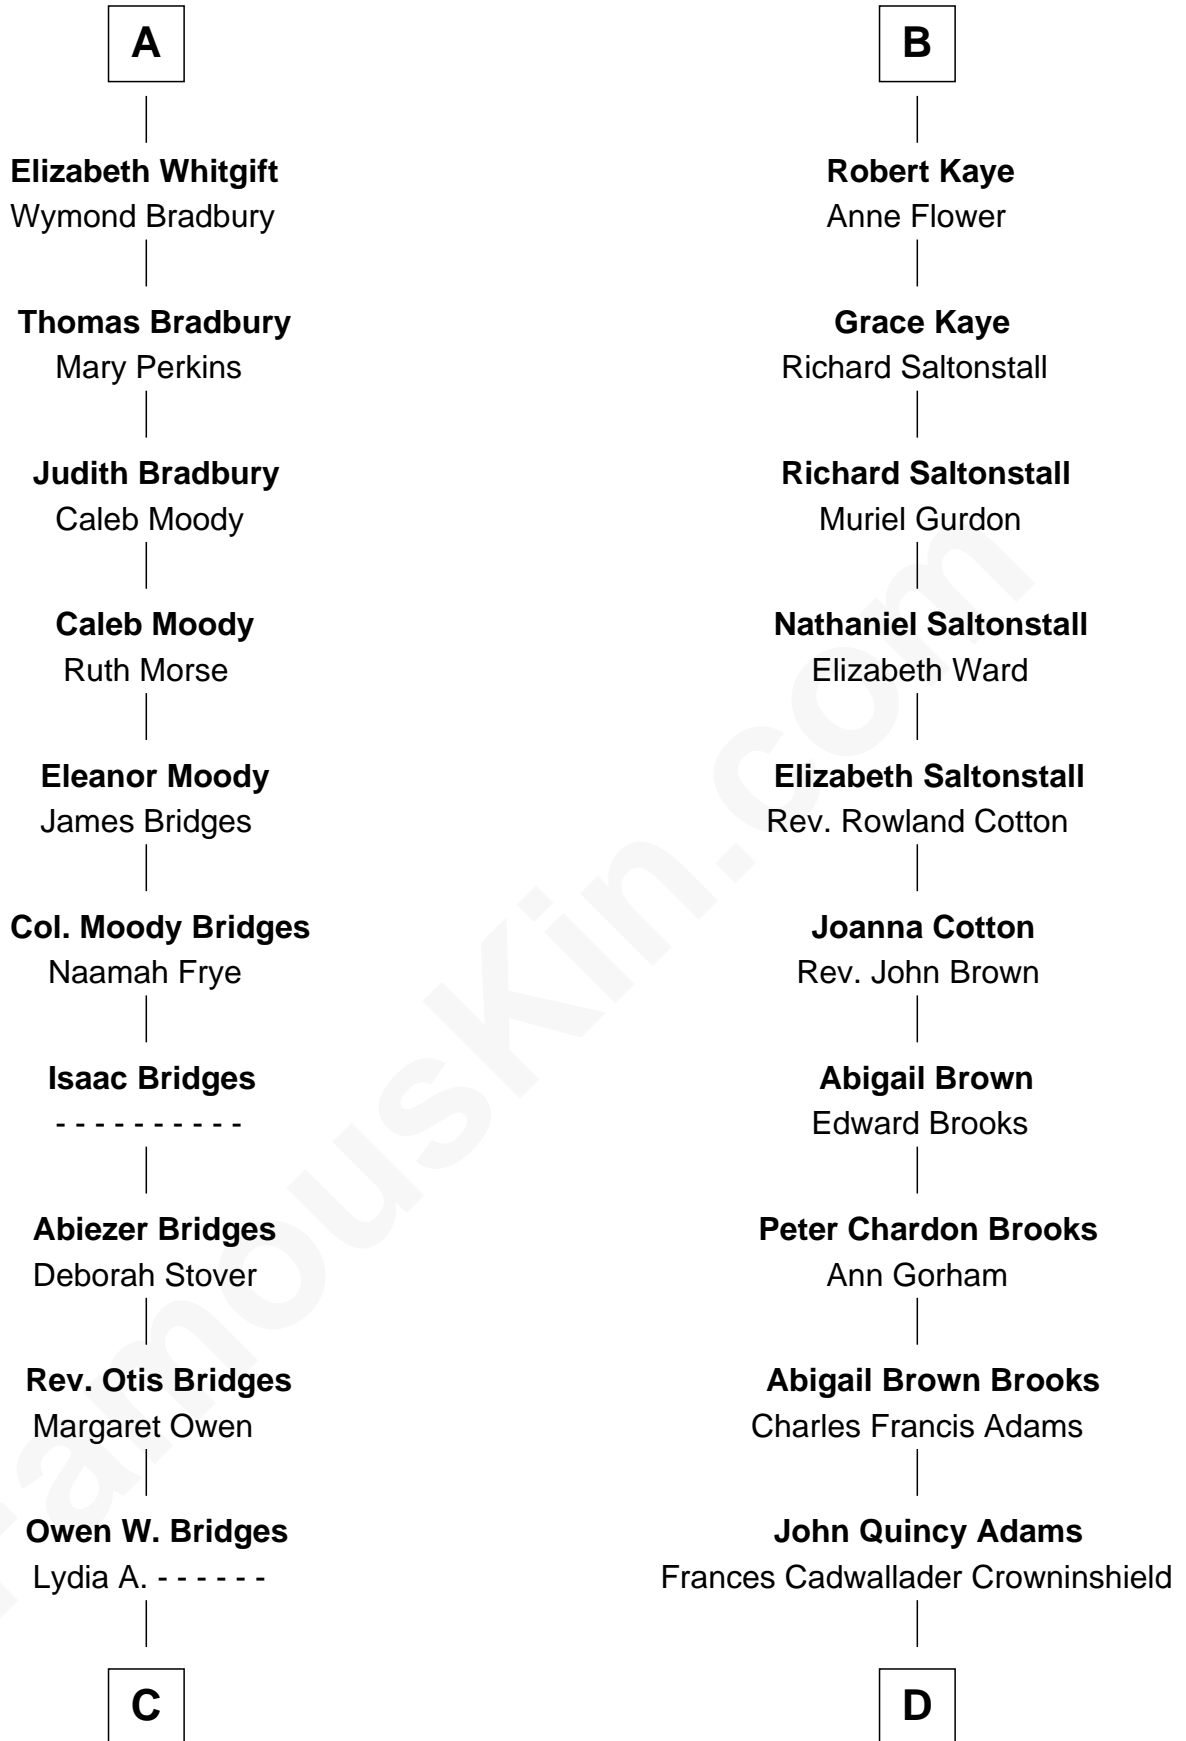 A
Elizabeth Whitgift
Wymond Bradbury
Thomas Bradbury
Mary Perkins
Judith Bradbury
Caleb Moody
Caleb Moody
Ruth Morse
Eleanor Moody
James Bridges
Col. Moody Bridges
Naamah Frye
Isaac Bridges
- - - - - - - - - -
Abiezer Bridges
Deborah Stover
Rev. Otis Bridges
Margaret Owen
Owen W. Bridges
Lydia A. - - - - - -
C
B
Robert Kaye
Anne Flower
Grace Kaye
Richard Saltonstall
Richard Saltonstall
Muriel Gurdon
Nathaniel Saltonstall
Elizabeth Ward
Elizabeth Saltonstall
Rev. Rowland Cotton
Joanna Cotton
Rev. John Brown
Abigail Brown
Edward Brooks
Peter Chardon Brooks
Ann Gorham
Abigail Brown Brooks
Charles Francis Adams
John Quincy Adams
Frances Cadwallader Crowninshield
D
FamousKin.com